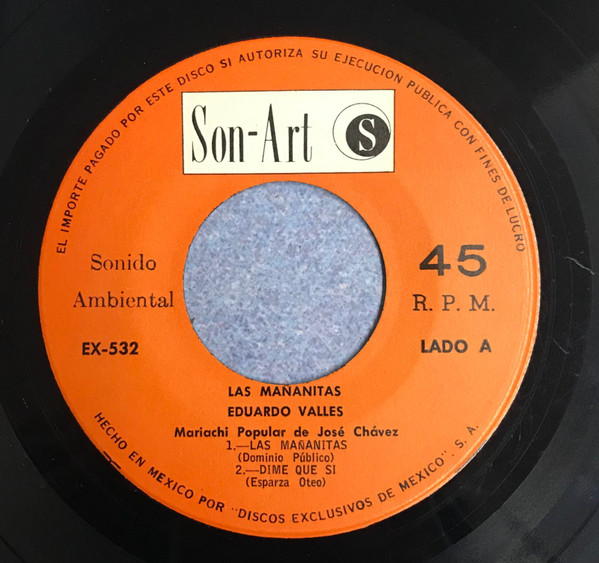 EL IMPORTE PAGADO POR ESTE DISCO SI AUTORIZA SU EJECUCION PUBLICA CON FINES DE LUCRO
Son-Art S
Sonido
Ambiental
45
R. P. M.
EX-532
LADO A
LAS MAÑANITAS
EDUARDO VALLES
Mariachi Popular de José Chávez
1.—LAS MAÑANITAS
(Dominio Público)
2.—DIME QUE SI
(Esparza Oteo)
HECHO EN MEXICO POR "DISCOS EXCLUSIVOS DE MEXICO". S. A.